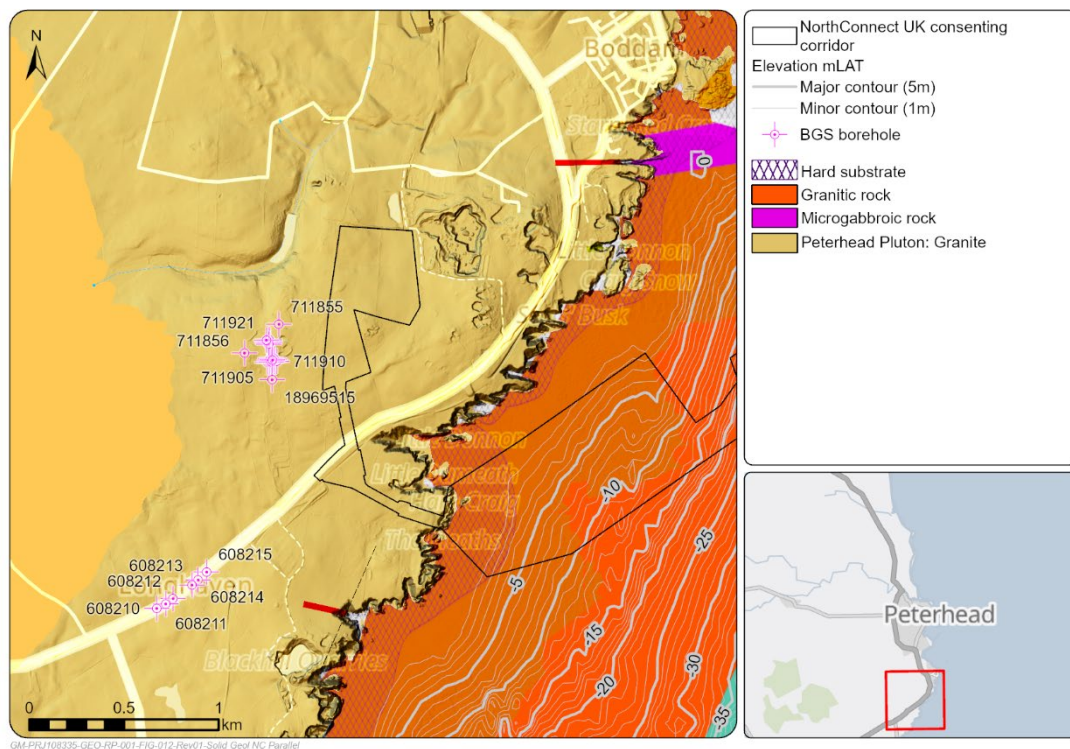 N
Boddam
0
711855
711921
711856
711910
711905
18969515
-10
-25
608213
608215
608212
Longhaven
608214
608210
608211
-5
-15
-30
-20
-35
0
0.5
1
km
GM-PRJ108335-GEO-RP-001-FIG-012-Rev01-Solid Geol NC Parallel
NorthConnect UK consenting
corridor
Elevation mLAT
Major contour (5m)
Minor contour (1m)
BGS borehole
Hard substrate
Granitic rock
Microgabbroic rock
Peterhead Pluton: Granite
Peterhead